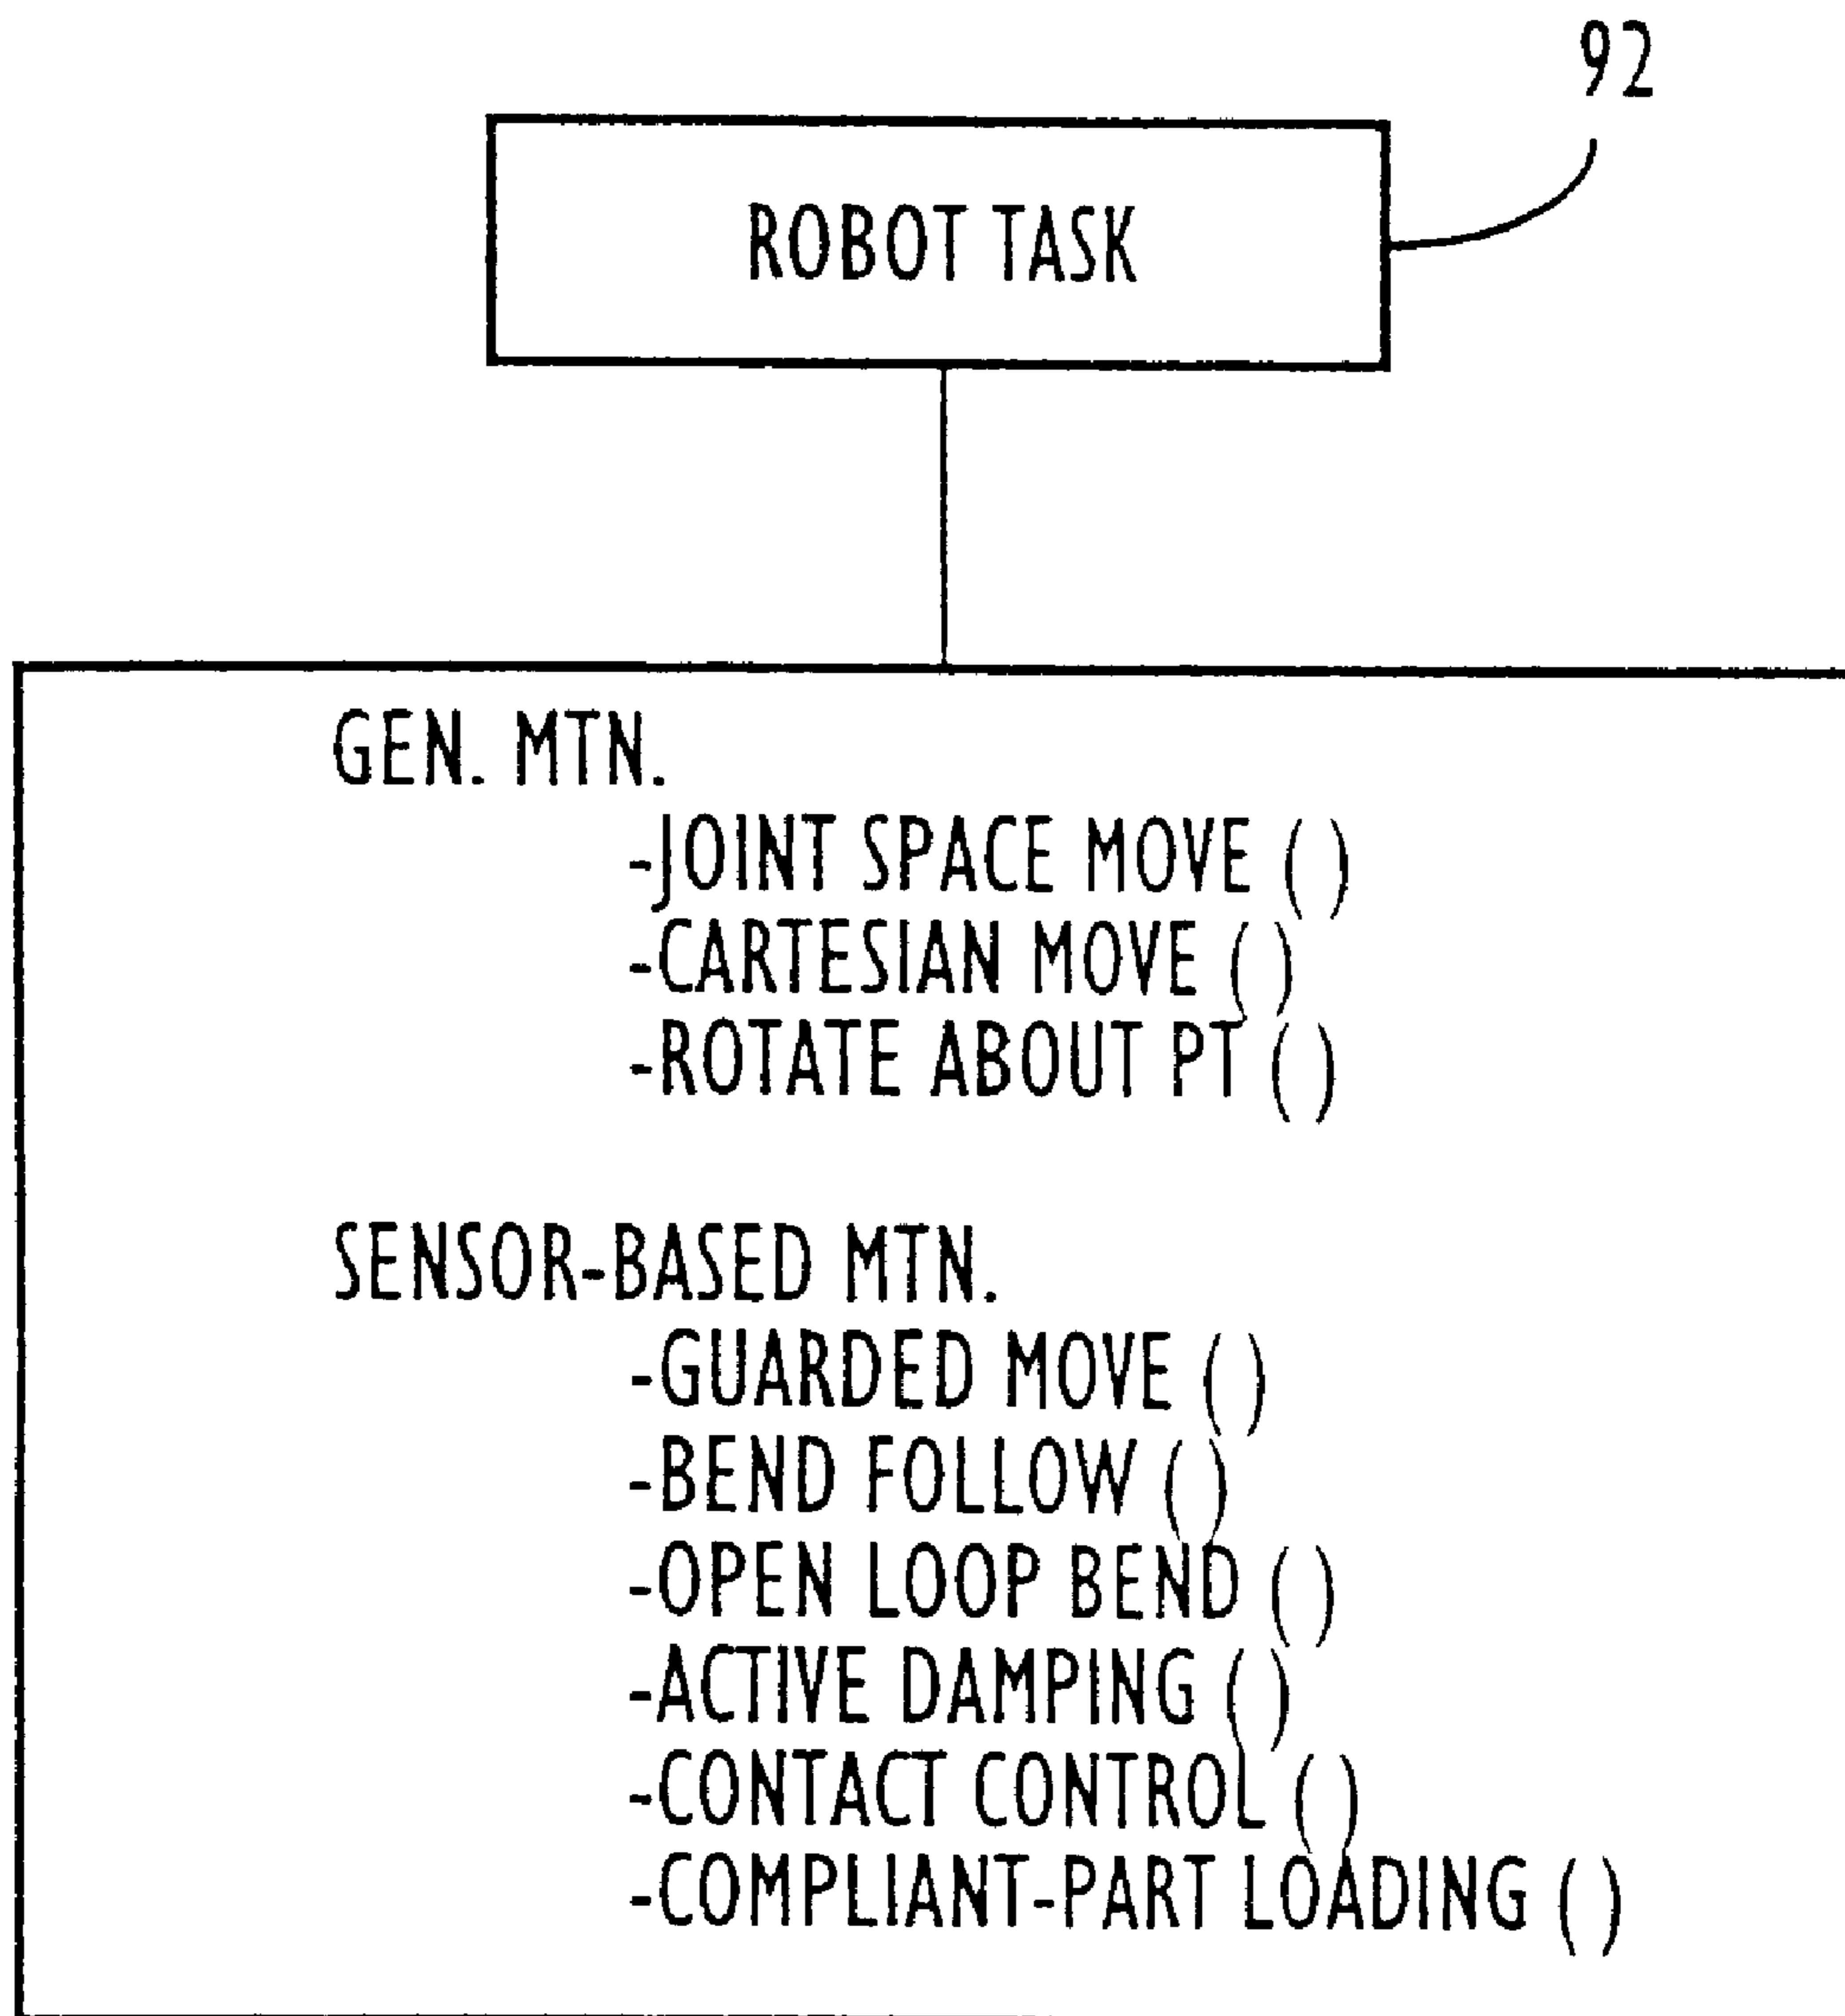 92
ROBOT TASK
GEN. MTN.
-JOINT SPACE MOVE ( )
-CARTESIAN MOVE ( )
-ROTATE ABOUT PT ( )
SENSOR-BASED MTN.
-GUARDED MOVE ( )
-BEND FOLLOW ( )
-OPEN LOOP BEND ( )
-ACTIVE DAMPING ( )
-CONTACT CONTROL ( )
-COMPLIANT-PART LOADING ( )